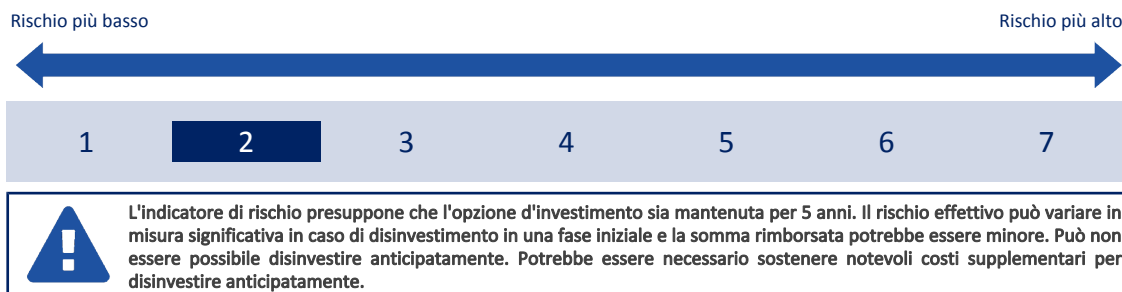 Rischio più basso Rischio più alto
1 2 3 4 5 6 7
L'indicatore di rischio presuppone che l'opzione d'investimento sia mantenuta per 5 anni. Il rischio effettivo può variare in
misura significativa in caso di disinvestimento in una fase iniziale e la somma rimborsata potrebbe essere minore. Può non
essere possibile disinvestire anticipatamente. Potrebbe essere necessario sostenere notevoli costi supplementari per
disinvestire anticipatamente.